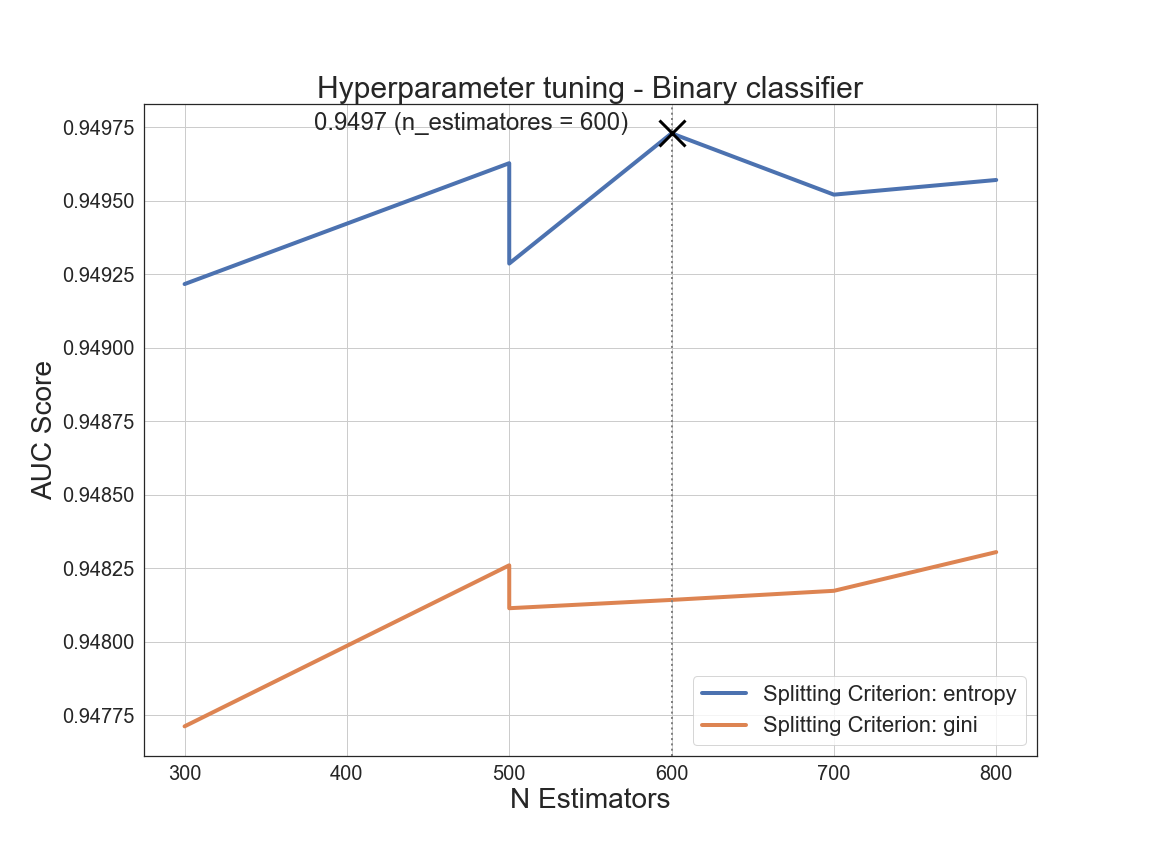 Hyperparameter tuning - Binary classifier
0.9497 (n_estimatores = 600)
AUC Score
0.94975
0.94950
0.94925
0.94900
0.94875
0.94850
0.94825
0.94800
0.94775
Splitting Criterion: entropy
Splitting Criterion: gini
300 400 500 600 700 800
N Estimators